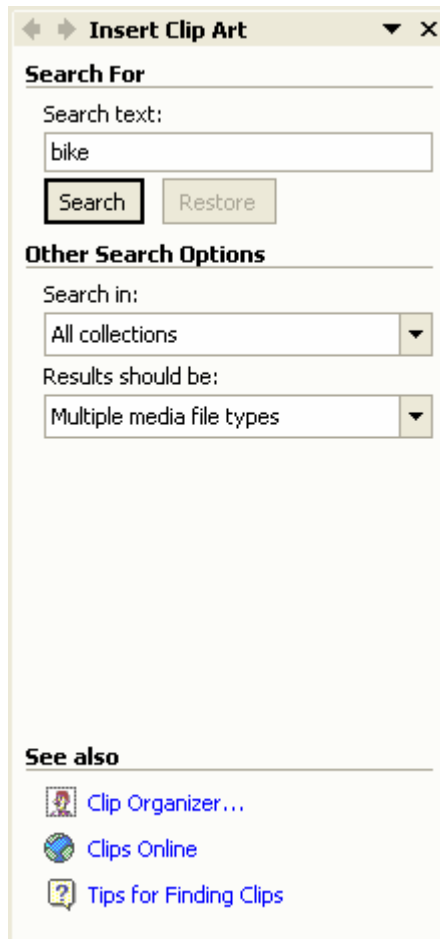 Insert Clip Art
Search For
Search text:
bike
Search Restore
Other Search Options
Search in:
All collections
Results should be:
Multiple media file types
See also
Clip Organizer...
Clips Online
Tips for Finding Clips